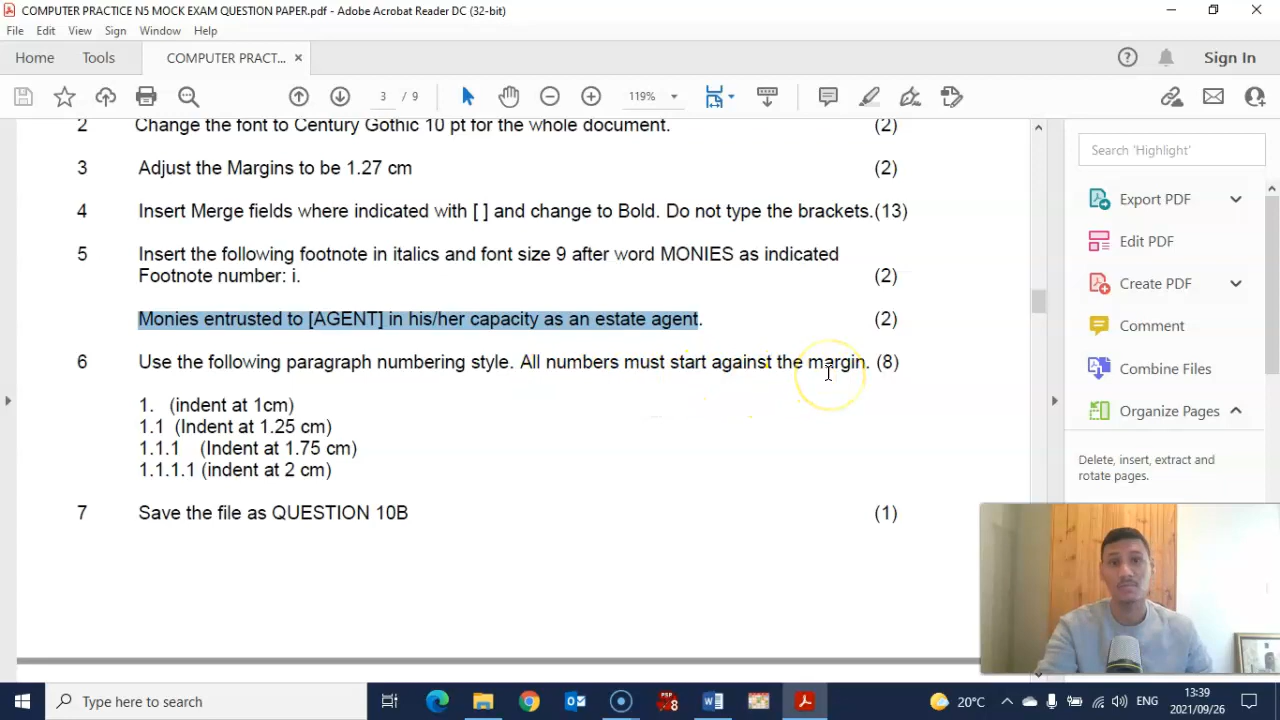 COMPUTER PRACTICE N5 MOCK EXAM QUESTION PAPER.pdf - Adobe Acrobat Reader DC (32-bit)
File Edit View Sign Window Help
Home Tools COMPUTER PRACT... × Sign In
3 / 9 119%
2 Change the font to Century Gothic 10 pt for the whole document. (2)
3 Adjust the Margins to be 1.27 cm (2)
4 Insert Merge fields where indicated with [ ] and change to Bold. Do not type the brackets.(13)
5 Insert the following footnote in italics and font size 9 after word MONIES as indicated
Footnote number: i. (2)
Monies entrusted to [AGENT] in his/her capacity as an estate agent. (2)
6 Use the following paragraph numbering style. All numbers must start against the margin. (8)
1. (indent at 1cm)
1.1 (Indent at 1.25 cm)
1.1.1 (Indent at 1.75 cm)
1.1.1.1 (indent at 2 cm)
7 Save the file as QUESTION 10B (1)
Search 'Highlight'
Export PDF
Edit PDF
Create PDF
Comment
Combine Files
Organize Pages
Delete, insert, extract and
rotate pages.
Type here to search
PSP
8
20°C
ENG
13:39
2021/09/26